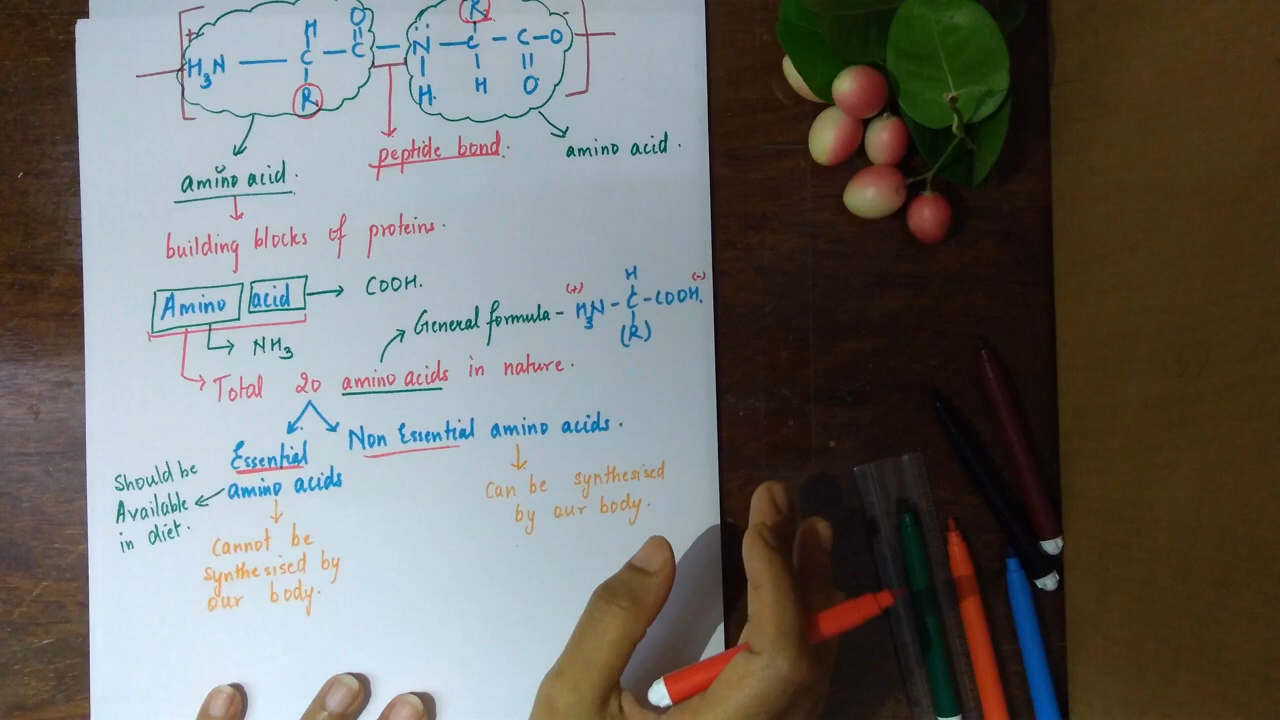 H O R
+ -
H₃N — C — C — N̈ — C — C — O
R H H O
peptide bond.
amino acid.
amino acid.
building blocks of proteins.
Amino acid → COOH.
NH₃
General formula -
H
(+) (-)
H₃N - C - COOH.
(R)
Total 20 amino acids in nature.
Essential
amino acids
Non Essential amino acids.
Should be
Available
in diet.
Cannot be
synthesised by
our body.
Can be synthesised
by our body.